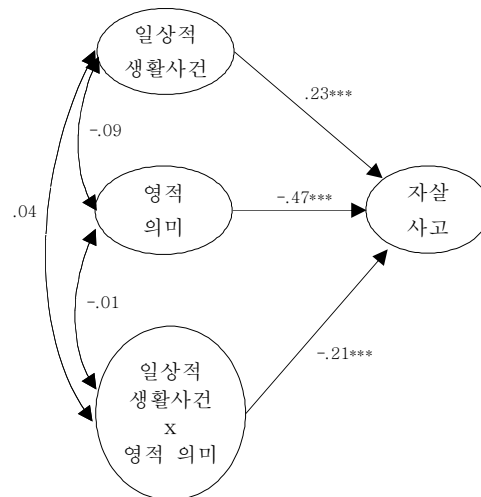 일상적
생활사건
.23***
-.09
.04
영적
의미
-.47***
자살
사고
-.01
-.21***
일상적
생활사건
x
영적 의미